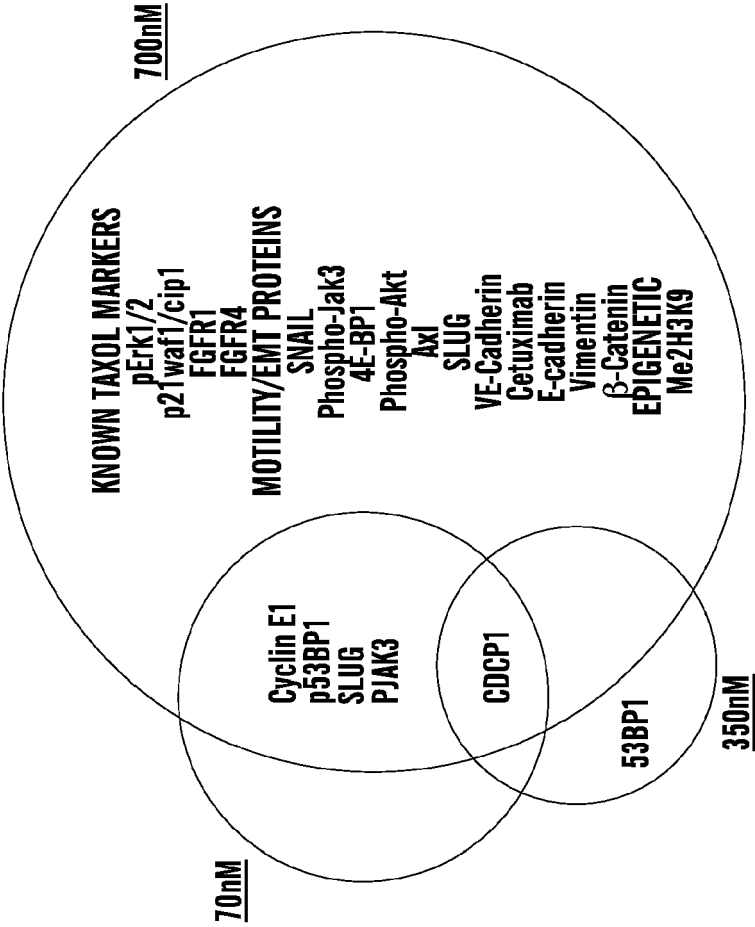 70nM
700nM
350nM
KNOWN TAXOL MARKERS
pErk1/2
p21waf1/cip1
FGFR1
FGFR4
MOTILITY/EMT PROTEINS
SNAIL
Phospho-Jak3
4E-BP1
Phospho-Akt
Axl
SLUG
VE-Cadherin
Cetuximab
E-cadherin
Vimentin
β-Catenin
EPIGENETIC
Me2H3K9
Cyclin E1
p53BP1
SLUG
PJAK3
CDCP1
53BP1